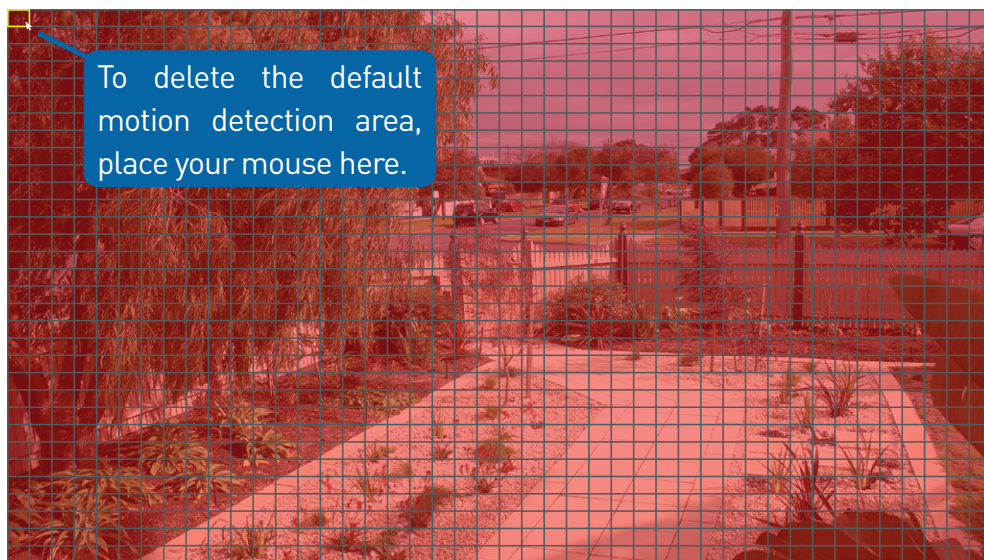 To delete the default
motion detection area,
place your mouse here.